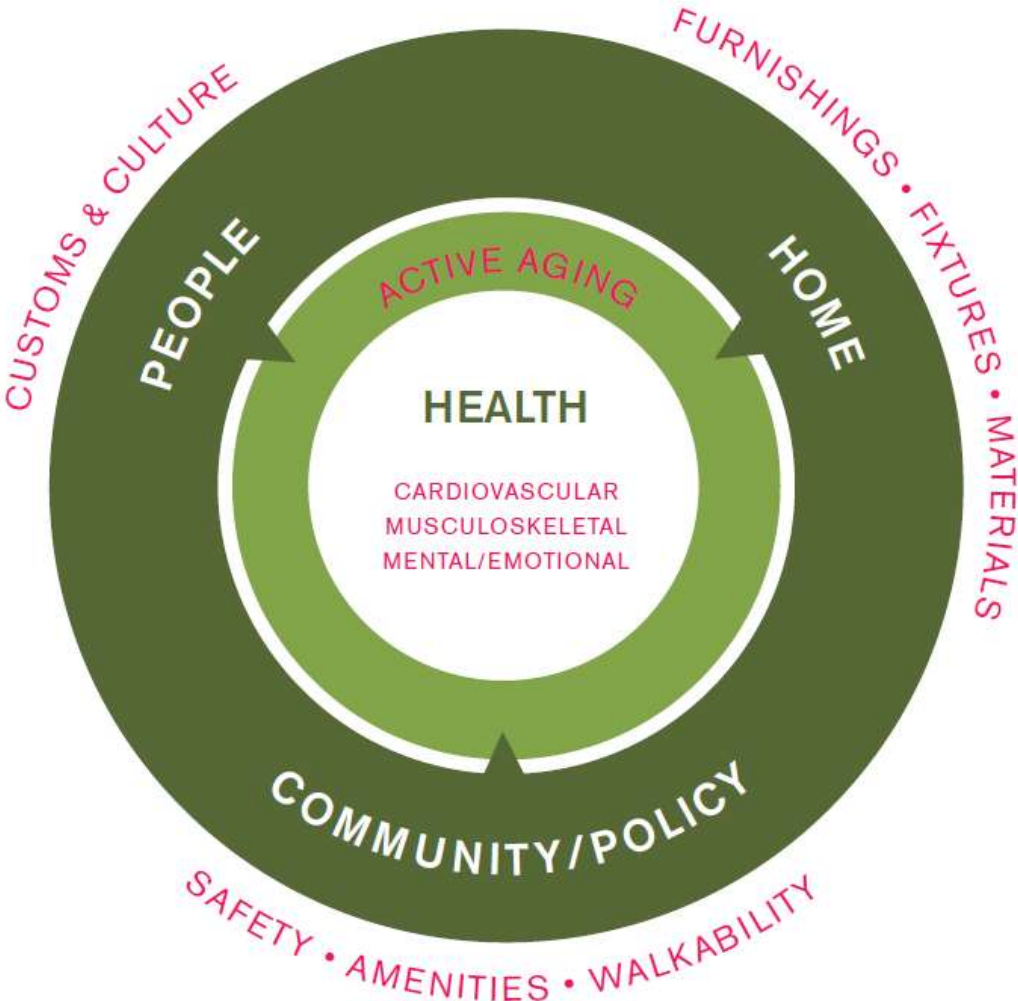 CUSTOMS & CULTURE
FURNISHINGS • FIXTURES • MATERIALS
PEOPLE
HOME
ACTIVE AGING
HEALTH
CARDIOVASCULAR
MUSCULOSKELETAL
MENTAL/EMOTIONAL
COMMUNITY/POLICY
SAFETY • AMENITIES • WALKABILITY